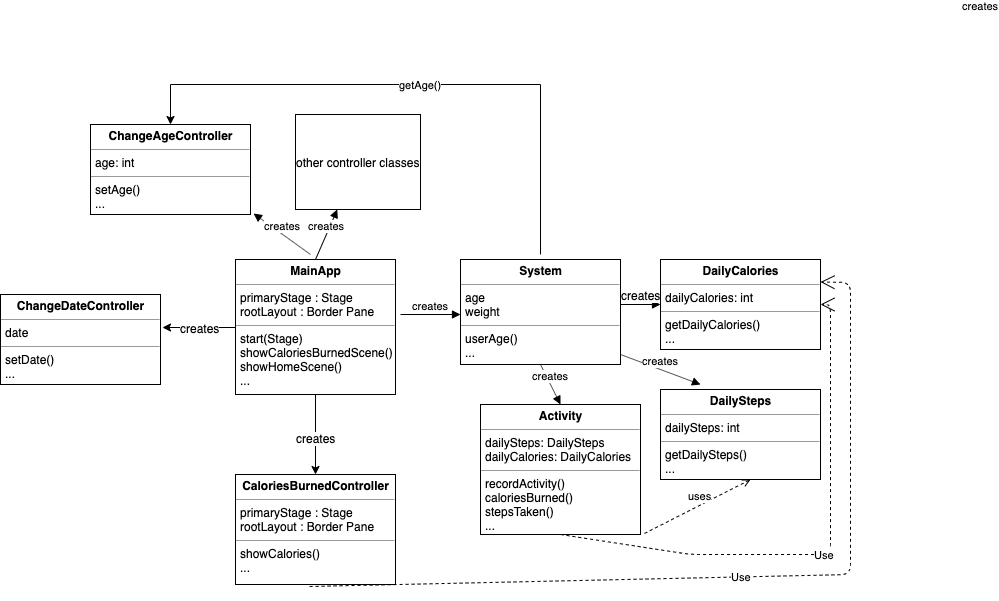 creates
getAge()
ChangeAgeController
age: int
setAge()
...
other controller classes
creates
creates
MainApp
primaryStage : Stage
rootLayout : Border Pane
start(Stage)
showCaloriesBurnedScene()
showHomeScene()
...
creates
System
age
weight
userAge()
...
creates
DailyCalories
dailyCalories: int
getDailyCalories()
...
ChangeDateController
date
setDate()
...
creates
creates
creates
DailySteps
dailySteps: int
getDailySteps()
...
Activity
dailySteps: DailySteps
dailyCalories: DailyCalories
recordActivity()
caloriesBurned()
stepsTaken()
...
creates
uses
CaloriesBurnedController
primaryStage : Stage
rootLayout : Border Pane
showCalories()
...
Use
Use